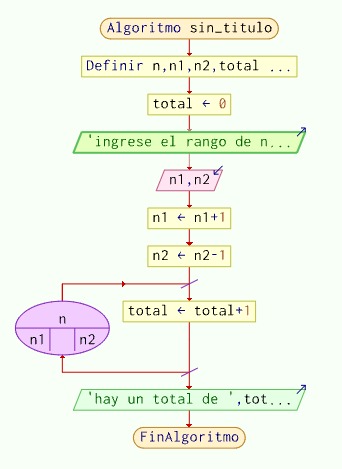 Algoritmo sin_titulo
Definir n,n1,n2,total ...
total ← 0
'ingrese el rango de n...
n1,n2
n1 ← n1+1
n2 ← n2-1
n
n1 n2
total ← total+1
'hay un total de ',tot...
FinAlgoritmo